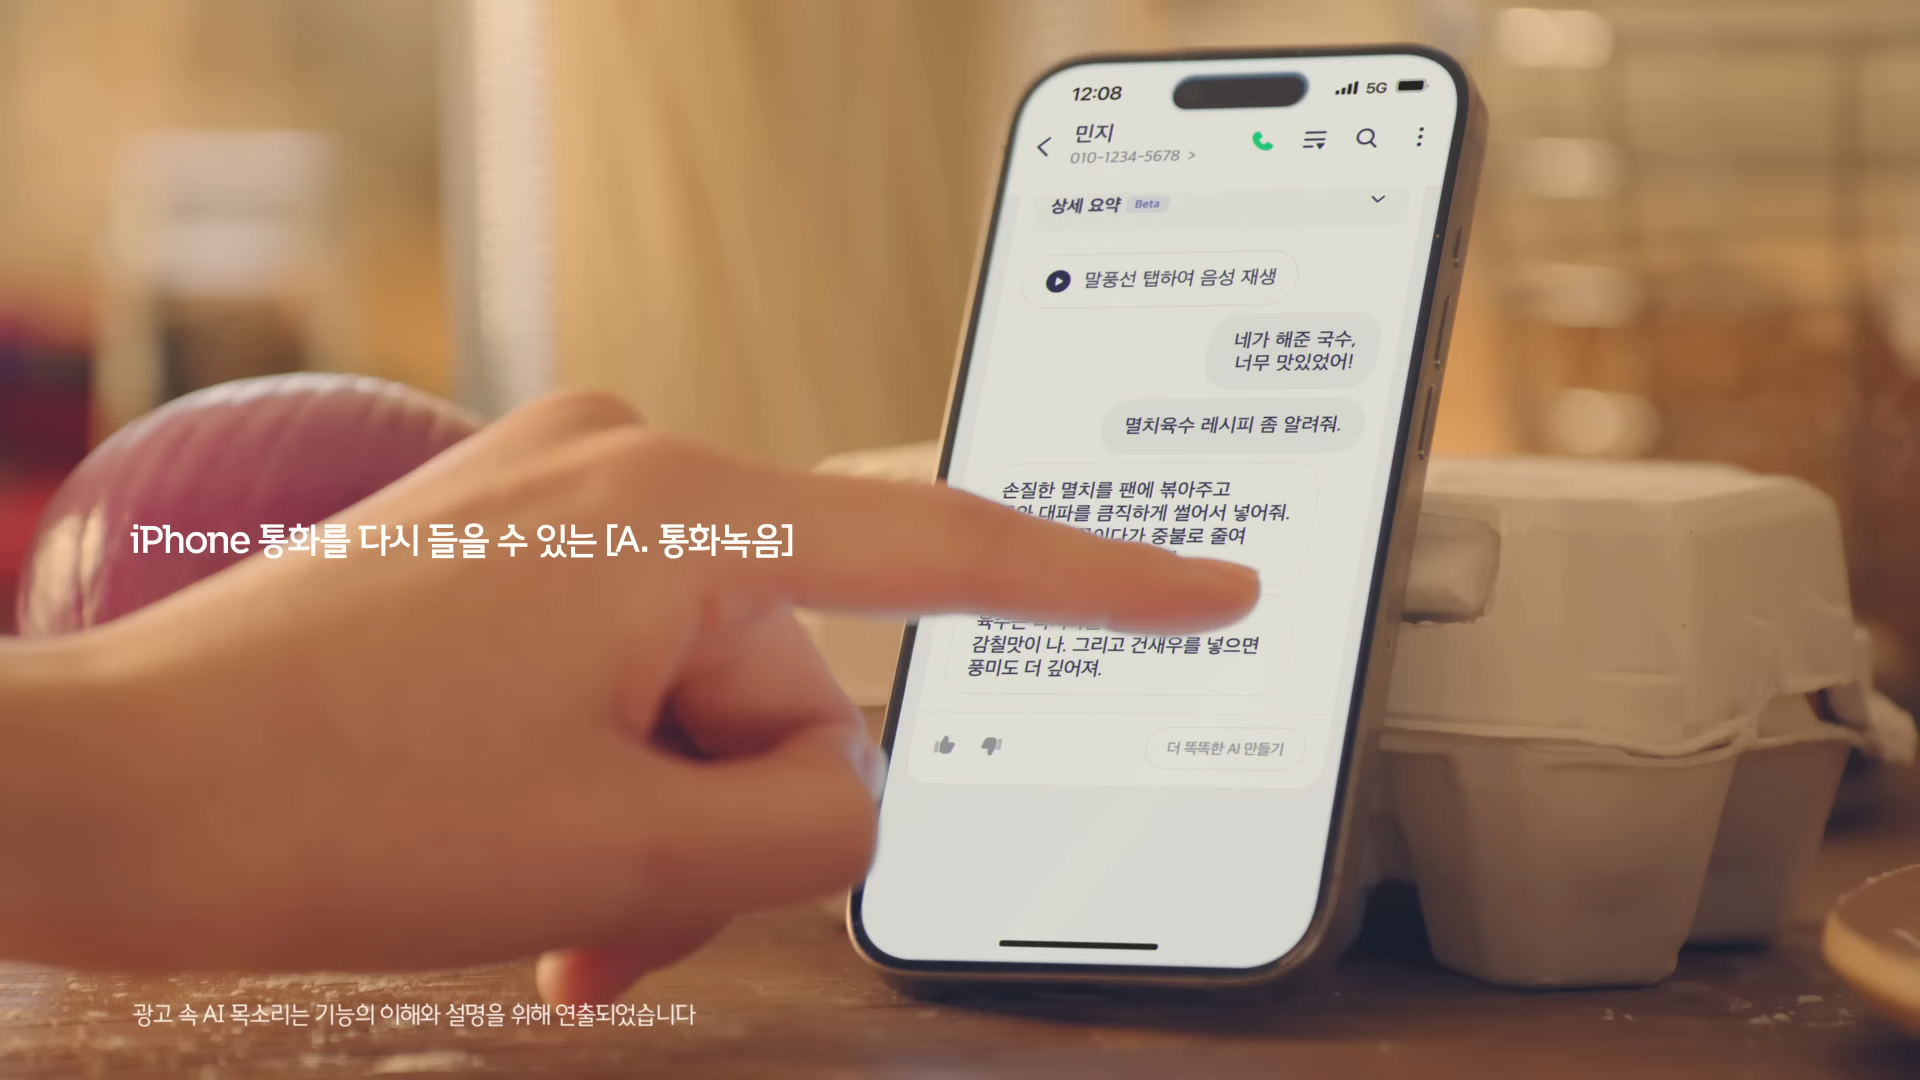 12:08
5G
민지
010-1234-5678 >
상세 요약 Beta
말풍선 탭하여 음성 재생
네가 해준 국수,
너무 맛있었어!
멸치육수 레시피 좀 알려줘.
손질한 멸치를 팬에 볶아주고
대파를 큼직하게 썰어서 넣어줘.
중불로 줄여
육수는
감칠맛이 나. 그리고 건새우를 넣으면
풍미도 더 깊어져.
더 똑똑한 AI 만들기
iPhone 통화를 다시 들을 수 있는 [A. 통화녹음]
광고 속 AI 목소리는 기능의 이해와 설명을 위해 연출되었습니다